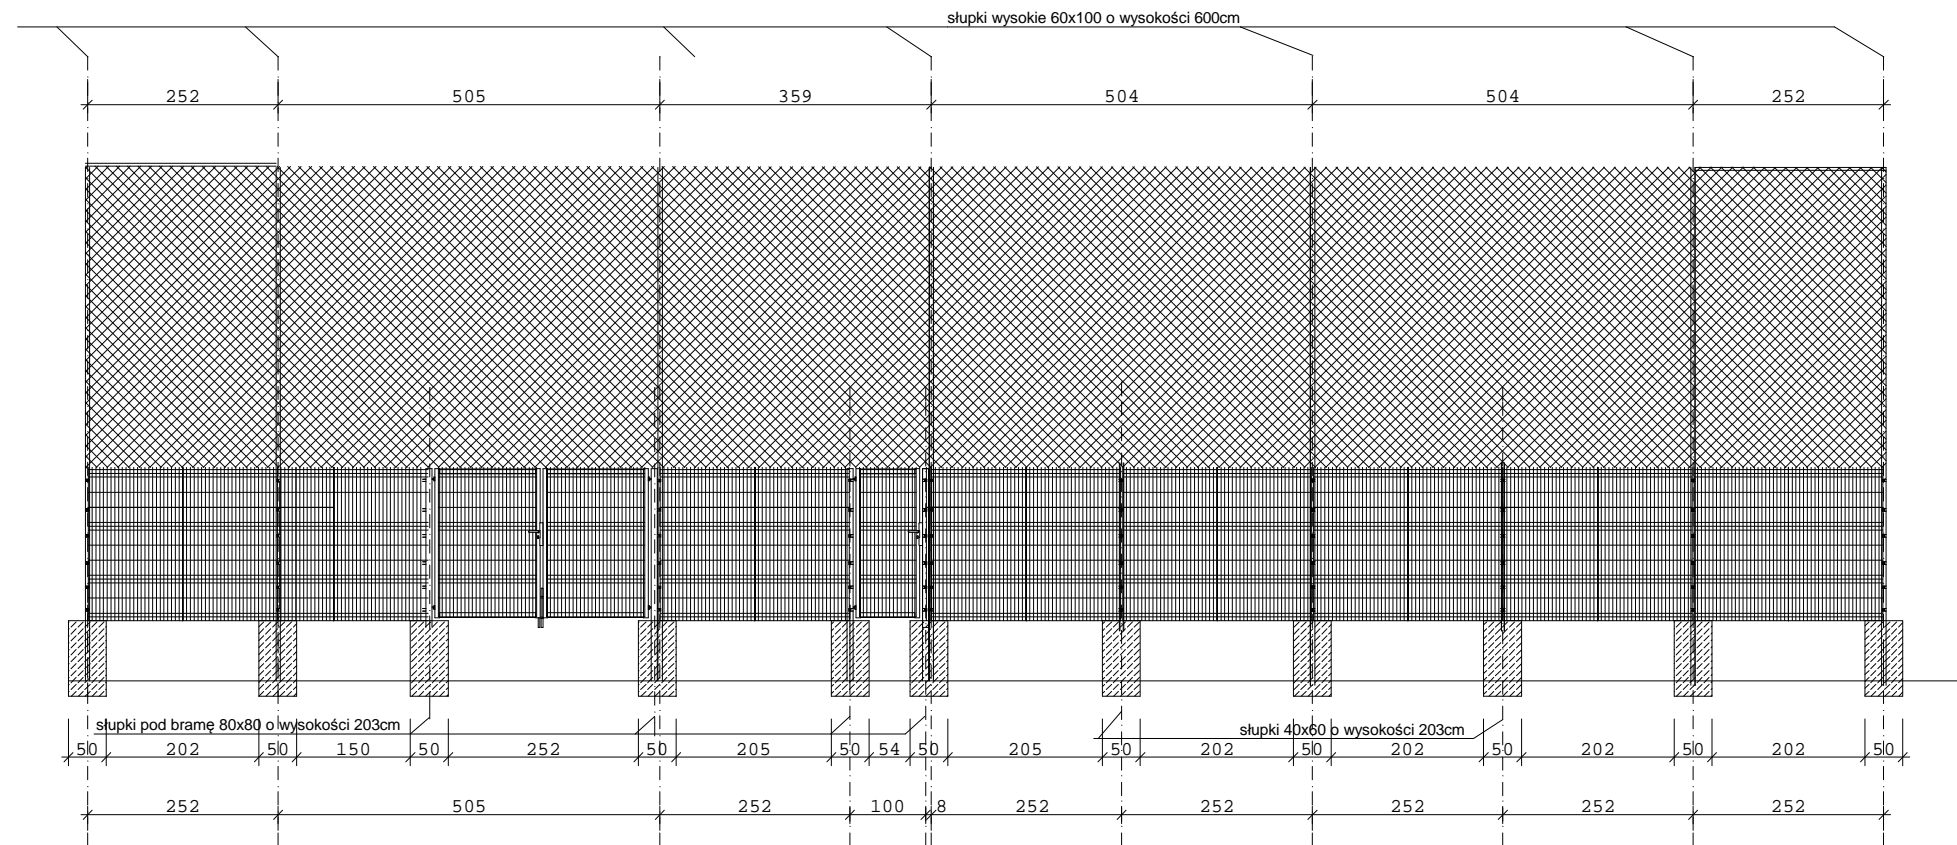 słupki wysokie 60x100 o wysokości 600cm
252 505 359 504 504 252
słupki pod bramę 80x80 o wysokości 203cm
słupki 40x60 o wysokości 203cm
50 202 50 150 50 252 50 205 50 54 50 205 50 202 50 202 50 202 50 202 50
252 505 252 100 8 252 252 252 252 252